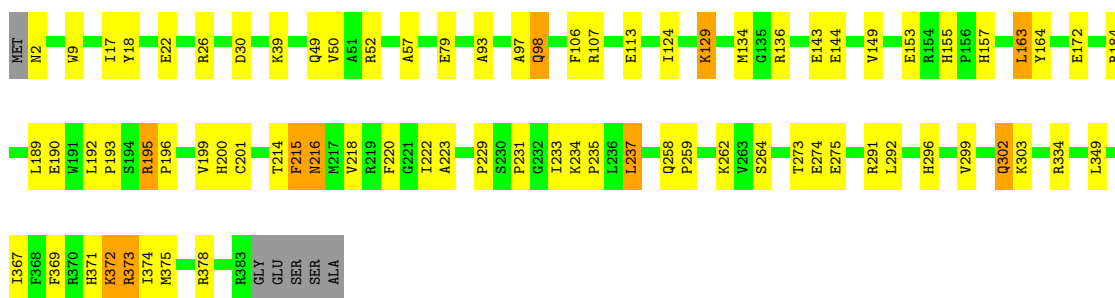 MET N2 W9 I17 Y18 E22 R26 D30 K39 Q49 V50 A51 R52 A57 E79 A93 A97 Q98 F106 R107 E113 I124 K129 M134 G135 R136 E143 E144 V149 E153 R154 H155 P156 H157 L163 Y164 E172 R184
L189 E190 W191 L192 P193 S194 R195 P196 V199 H200 C201 T214 F215 N216 M217 V218 R219 F220 G221 I222 A223 P229 S230 P231 G232 I233 K234 P235 L236 L237 Q258 P259 K262 V263 S264 T273 E274 E275 R291 L292 H296 V299 Q302 K303 R334 L349
I367 F368 F369 R370 H371 K372 R373 I374 M375 R378 R383 GLY GLU SER SER ALA